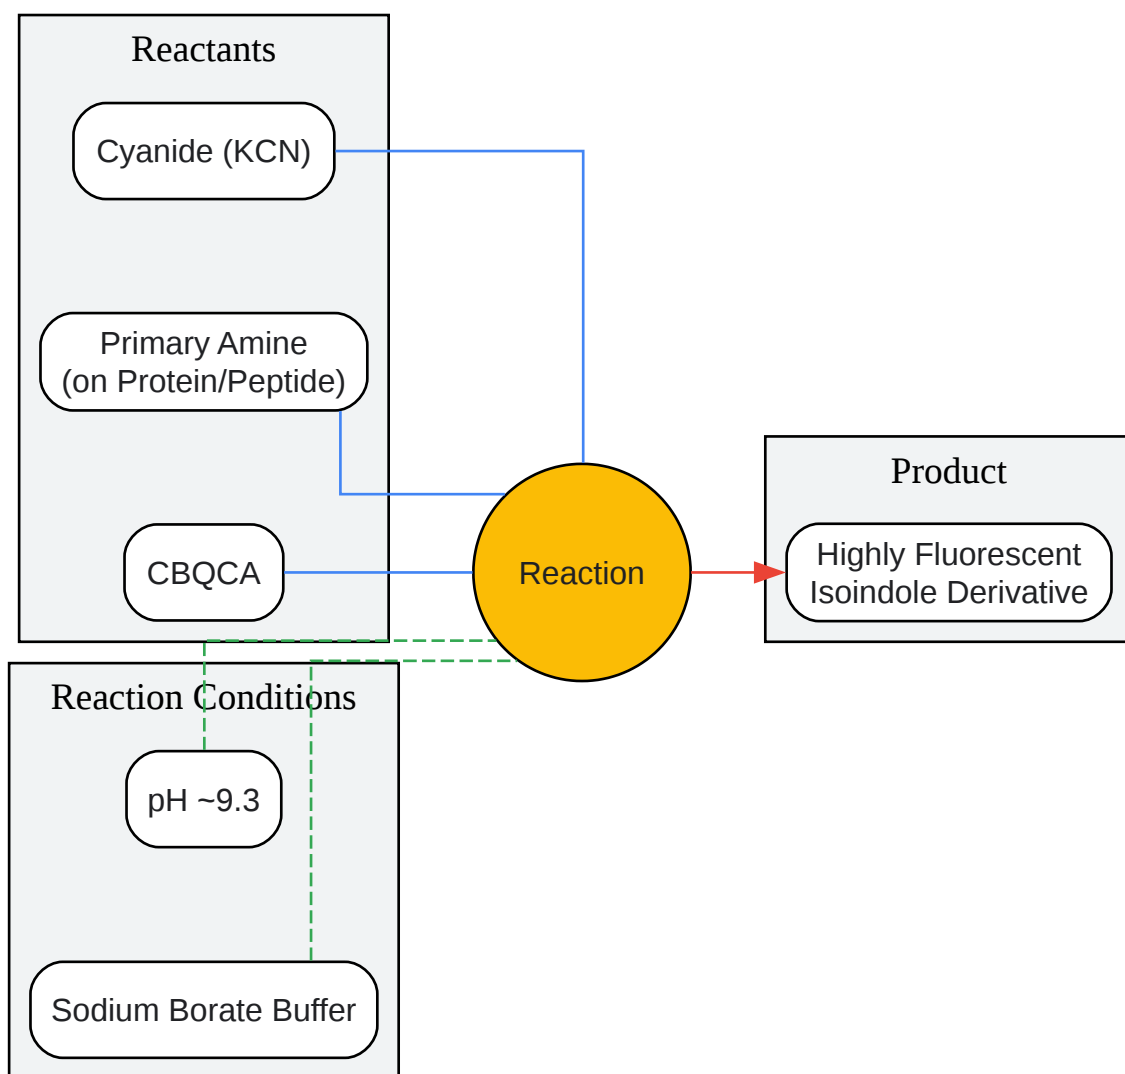 Reactants
Cyanide (KCN)
Primary Amine
(on Protein/Peptide)
CBQCA
Reaction
Product
Highly Fluorescent
Isoindole Derivative
Reaction Conditions
pH ~9.3
Sodium Borate Buffer